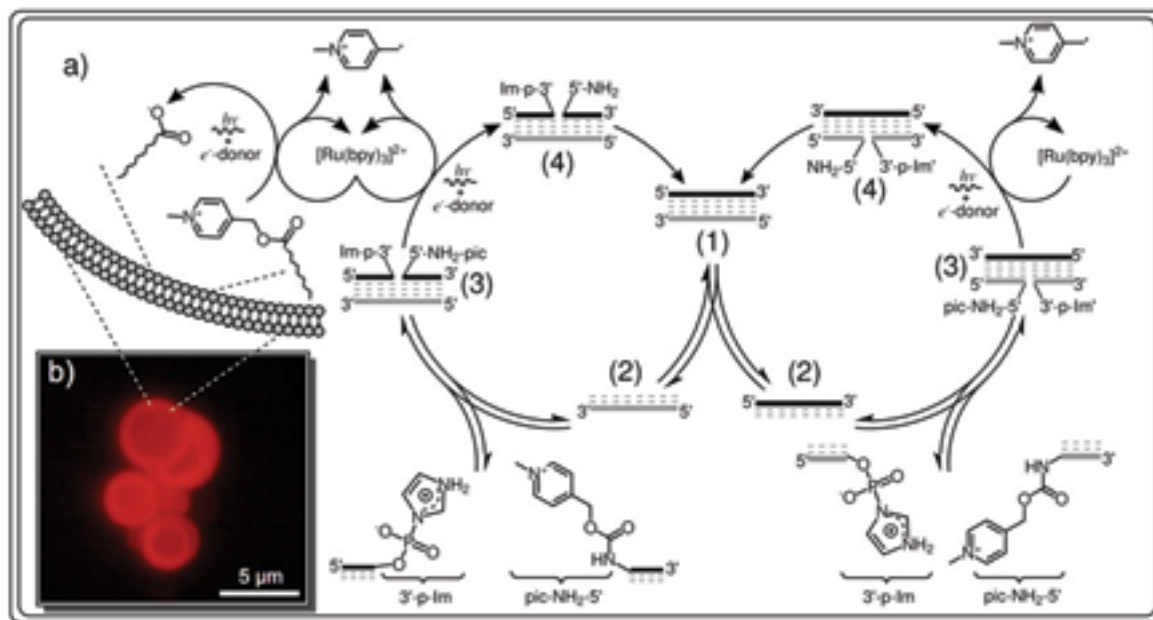 a)
N+
Im-p-3' 5'-NH₂
5' 3'
3' 5'
(4)
3' 5'
5' 3'
NH₂-5' 3'-p-Im'
(4)
N+
-O
O
hν
+
e⁻-donor
[Ru(bpy)₃]²⁺
hν
+
e⁻-donor
[Ru(bpy)₃]²⁺
hν
+
e⁻-donor
N+
O
O
5' 3'
3' 5'
(1)
Im-p-3' 5'-NH₂-pic
5' 3'
3' 5'
(3)
3' 5'
5' 3'
(3)
pic-NH₂-5' 3'-p-Im'
b)
(2)
3' 5'
(2)
5' 3'
NH₂
N
-O
P
O
O
5'
3'-p-Im
N+
O
O
HN
3'
pic-NH₂-5'
5
O
-O
P
O
N
NH₂
3'-p-Im
3'
HN
O
O
N+
pic-NH₂-5'
5 µm